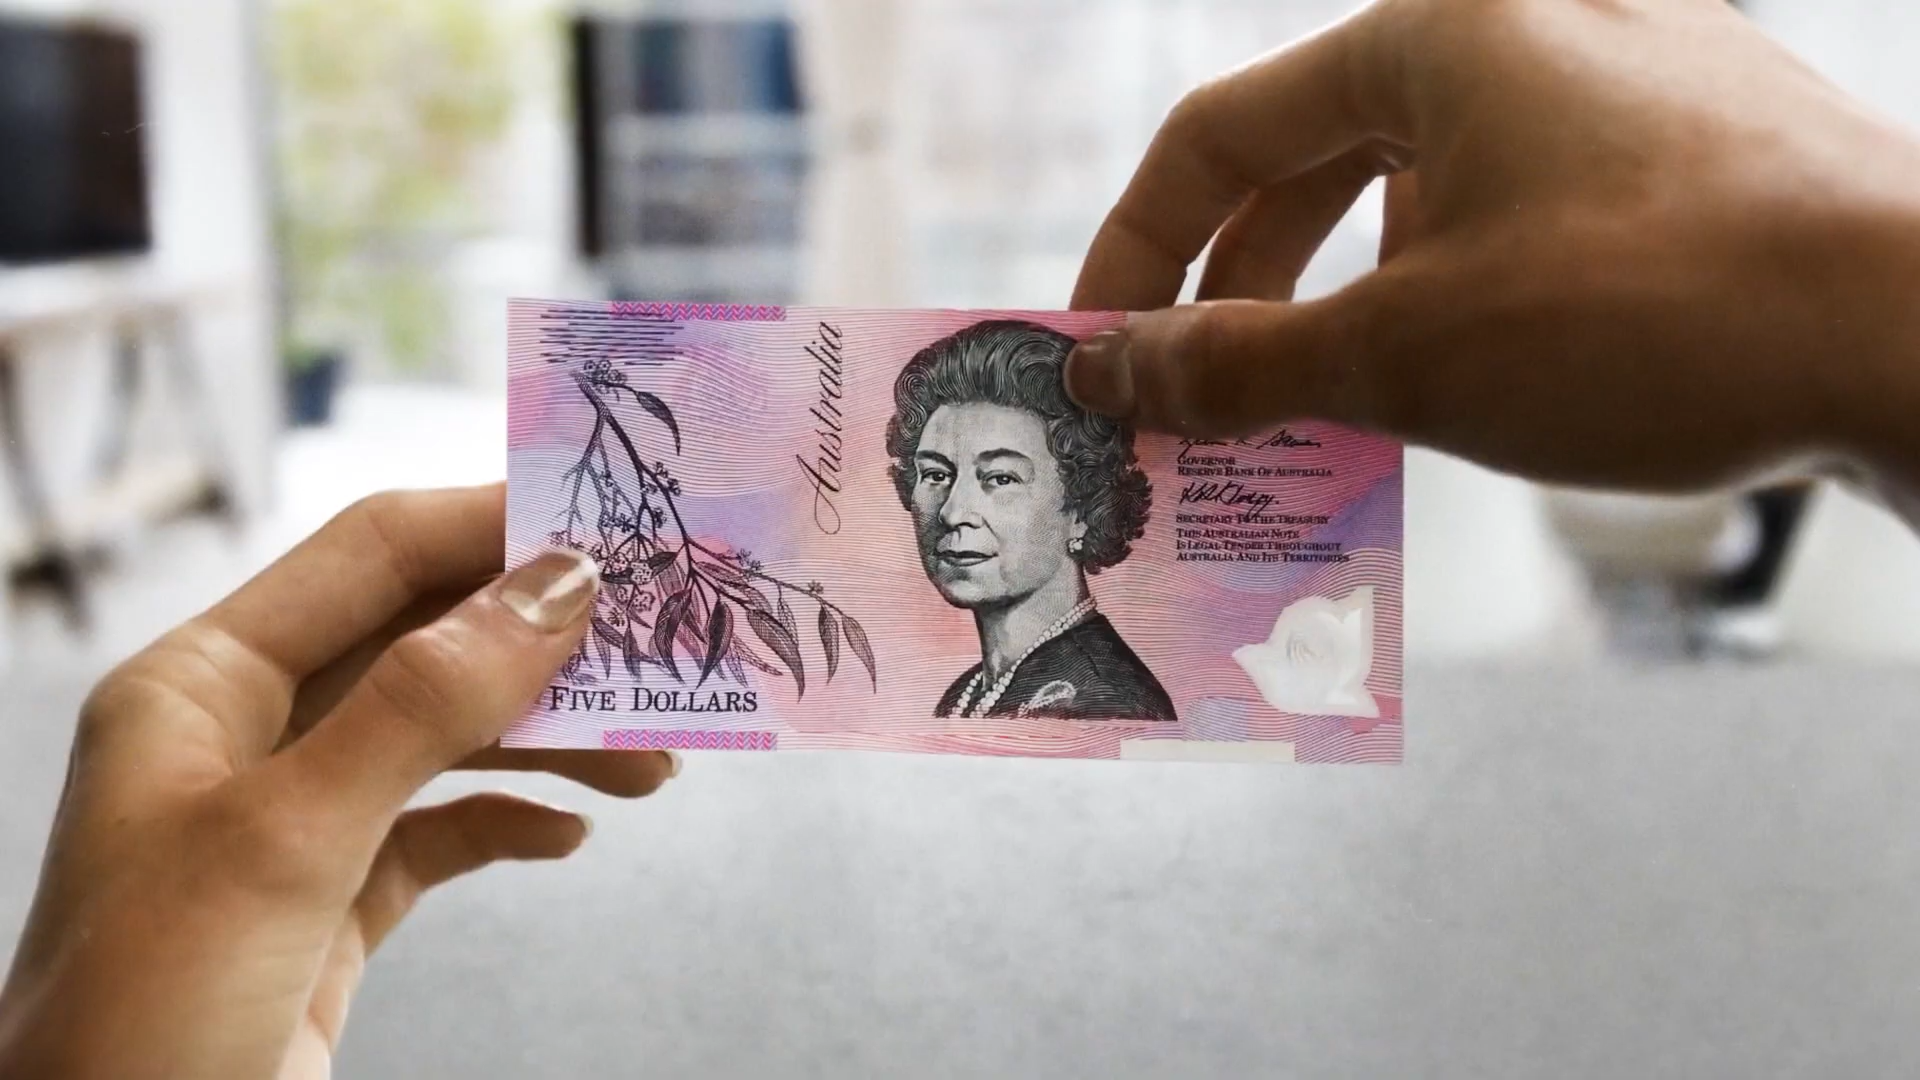 Australia
FIVE DOLLARS
GOVERNOR
RESERVE BANK OF AUSTRALIA
SECRETARY TO THE TREASURY
THIS AUSTRALIAN NOTE
IS LEGAL TENDER THROUGHOUT
AUSTRALIA AND ITS TERRITORIES